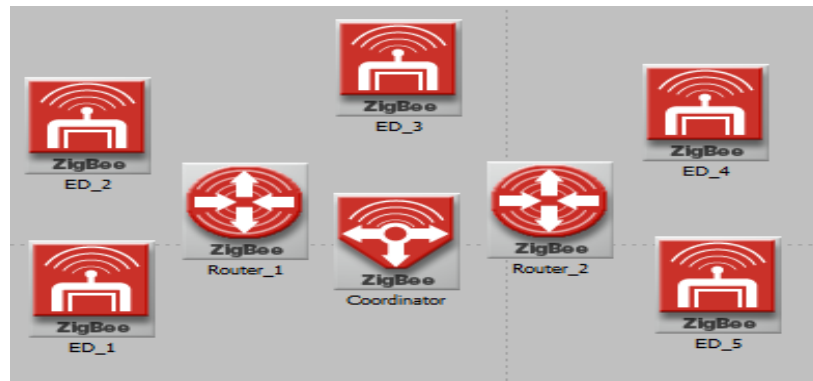 ZigBee
ED_3
ZigBee
ED_2
ZigBee
ED_4
ZigBee
Router_1
ZigBee
Router_2
ZigBee
Coordinator
ZigBee
ED_1
ZigBee
ED_5